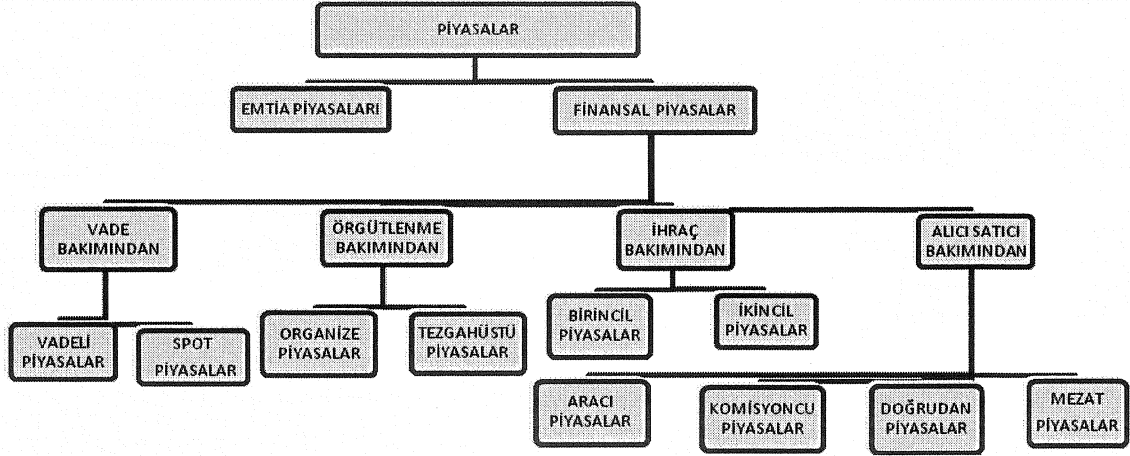 PİYASALAR
EMTİA PİYASALARI
FİNANSAL PİYASALAR
VADE
BAKIMINDAN
ÖRGÜTLENME
BAKIMINDAN
İHRAÇ
BAKIMINDAN
ALICI SATICI
BAKIMINDAN
VADELİ
PİYASALAR
SPOT
PİYASALAR
ORGANİZE
PİYASALAR
TEZGAHÜSTÜ
PİYASALAR
BİRİNCİL
PİYASALAR
İKİNCİL
PİYASALAR
ARACI
PİYASALAR
KOMİSYONCU
PİYASALAR
DOĞRUDAN
PİYASALAR
MEZAT
PİYASALAR